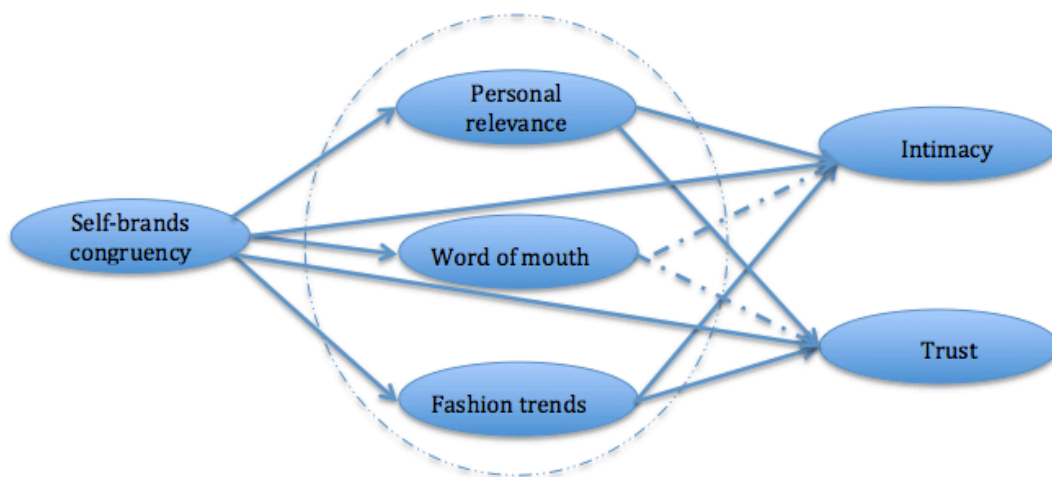 Personal
relevance
Intimacy
Self-brands
congruency
Word of mouth
Trust
Fashion trends